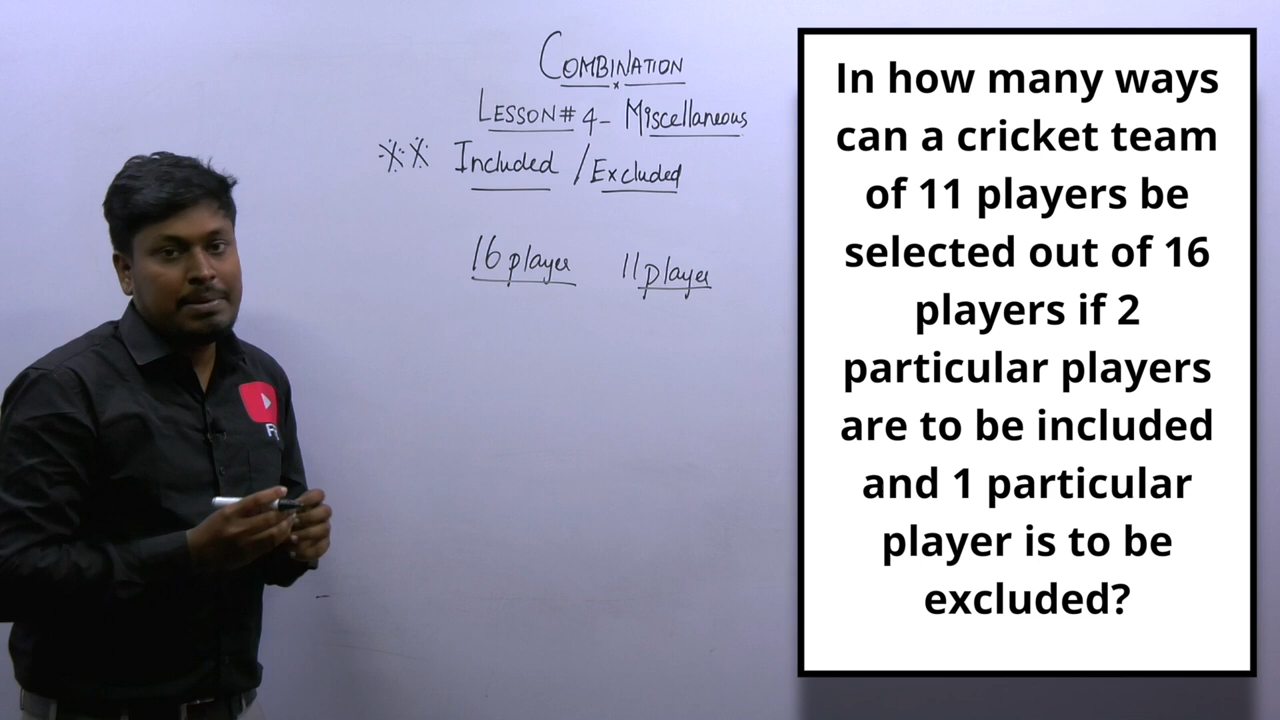 COMBINATION
LESSON# 4- Miscellaneous
Included / Excluded
16 player 11 player
In how many ways
can a cricket team
of 11 players be
selected out of 16
players if 2
particular players
are to be included
and 1 particular
player is to be
excluded?